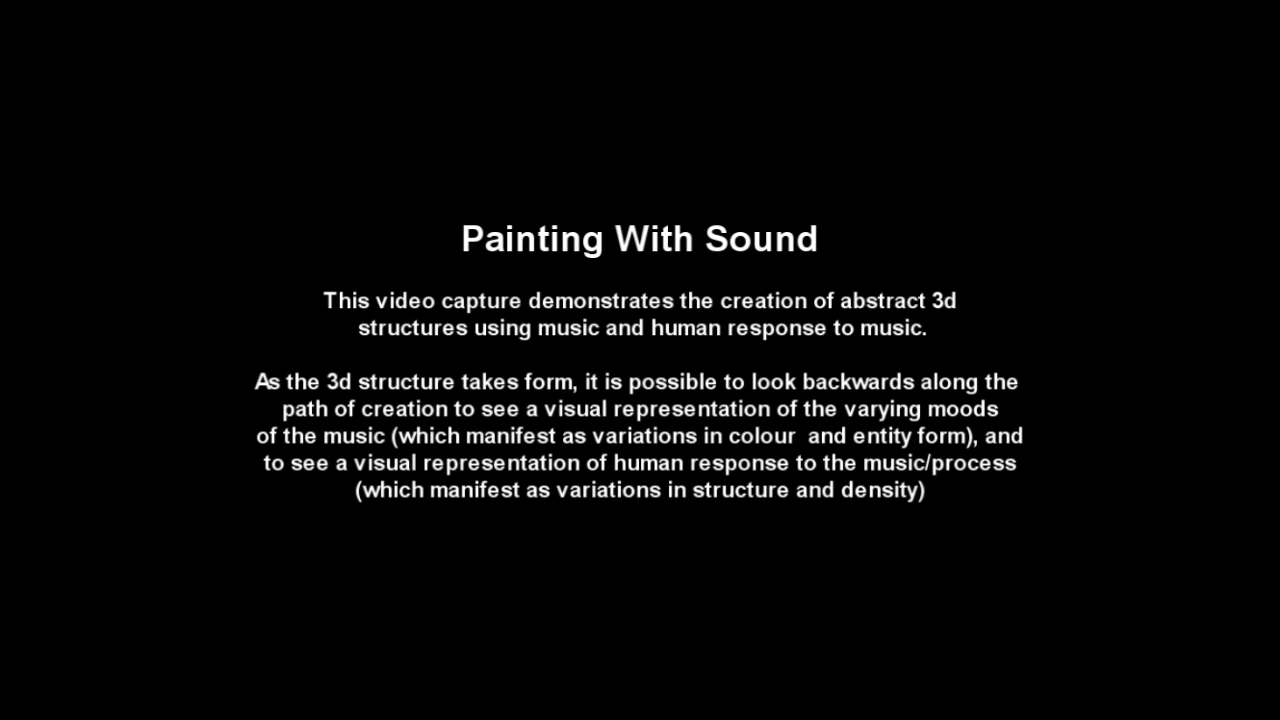 Painting With Sound
This video capture demonstrates the creation of abstract 3d
structures using music and human response to music.
As the 3d structure takes form, it is possible to look backwards along the
path of creation to see a visual representation of the varying moods
of the music (which manifest as variations in colour  and entity form), and
to see a visual representation of human response to the music/process
(which manifest as variations in structure and density)